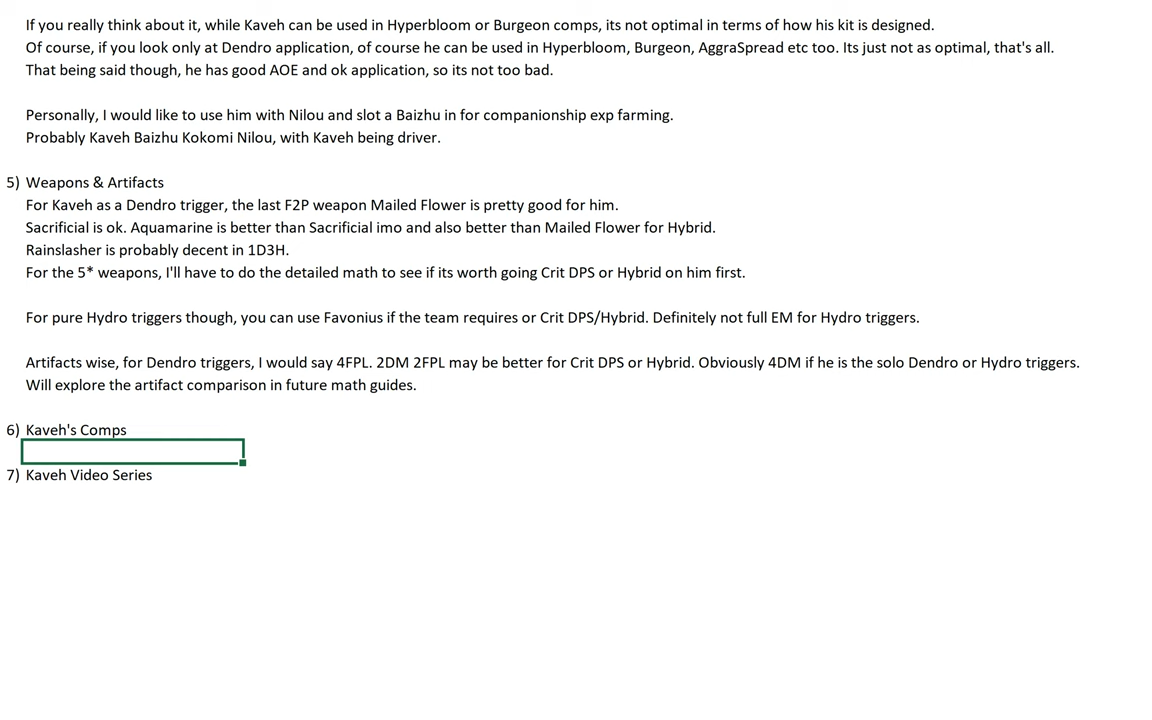 If you really think about it, while Kaveh can be used in Hyperbloom or Burgeon comps, its not optimal in terms of how his kit is designed.
Of course, if you look only at Dendro application, of course he can be used in Hyperbloom, Burgeon, AggraSpread etc too. Its just not as optimal, that's all.
That being said though, he has good AOE and ok application, so its not too bad.
Personally, I would like to use him with Nilou and slot a Baizhu in for companionship exp farming.
Probably Kaveh Baizhu Kokomi Nilou, with Kaveh being driver.
5) Weapons & Artifacts
For Kaveh as a Dendro trigger, the last F2P weapon Mailed Flower is pretty good for him.
Sacrificial is ok. Aquamarine is better than Sacrificial imo and also better than Mailed Flower for Hybrid.
Rainslasher is probably decent in 1D3H.
For the 5* weapons, I'll have to do the detailed math to see if its worth going Crit DPS or Hybrid on him first.
For pure Hydro triggers though, you can use Favonius if the team requires or Crit DPS/Hybrid. Definitely not full EM for Hydro triggers.
Artifacts wise, for Dendro triggers, I would say 4FPL. 2DM 2FPL may be better for Crit DPS or Hybrid. Obviously 4DM if he is the solo Dendro or Hydro triggers.
Will explore the artifact comparison in future math guides.
6) Kaveh's Comps
7) Kaveh Video Series